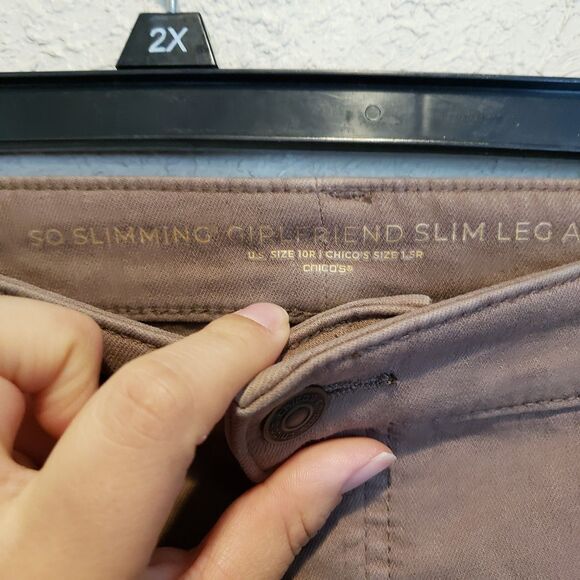 2X
SO SLIMMING GIRLFRIEND SLIM LEG A
U.S. SIZE 10R | CHICO'S SIZE 1.5R
CHICO'S®